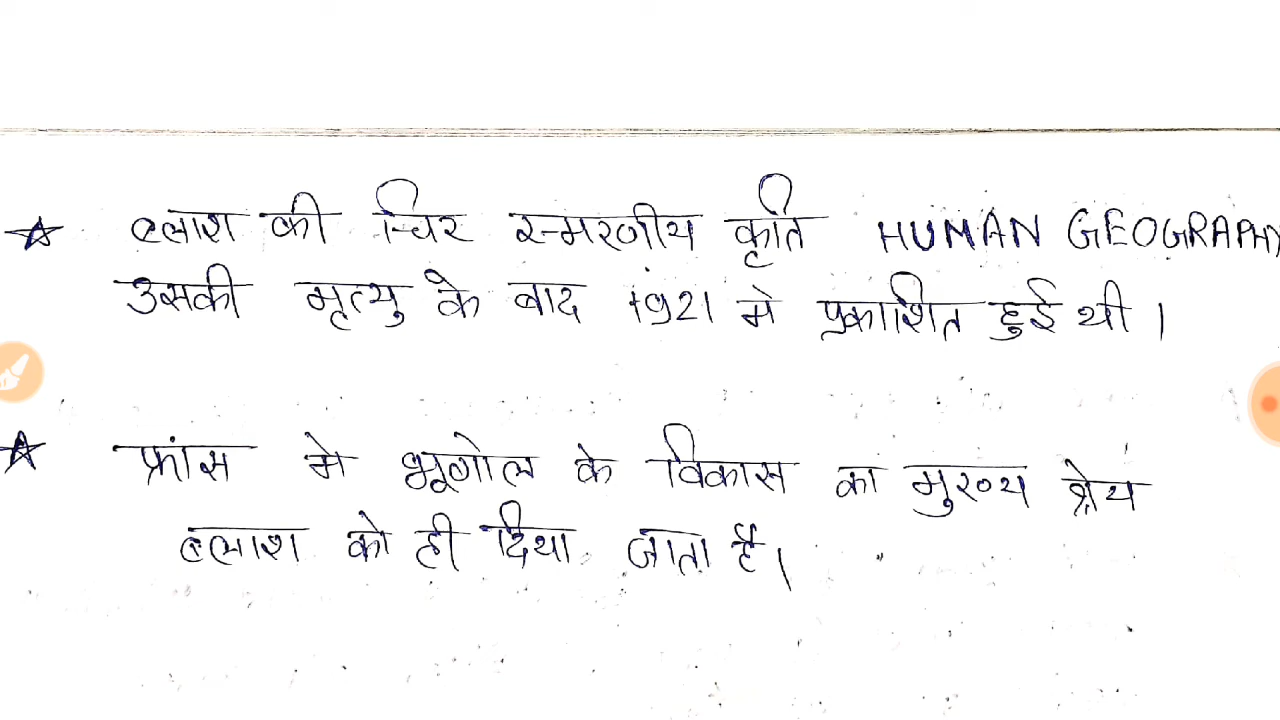 ☆ ब्लाश की चिर स्मरणीय कृति HUMAN GEOGRAPHY
उसकी मृत्यु के बाद 1921 मे प्रकाशित हुई थी।
☆ फ्रांस मे भूगोल के विकास का मुख्य श्रेय
ब्लाश को ही दिया जाता है।